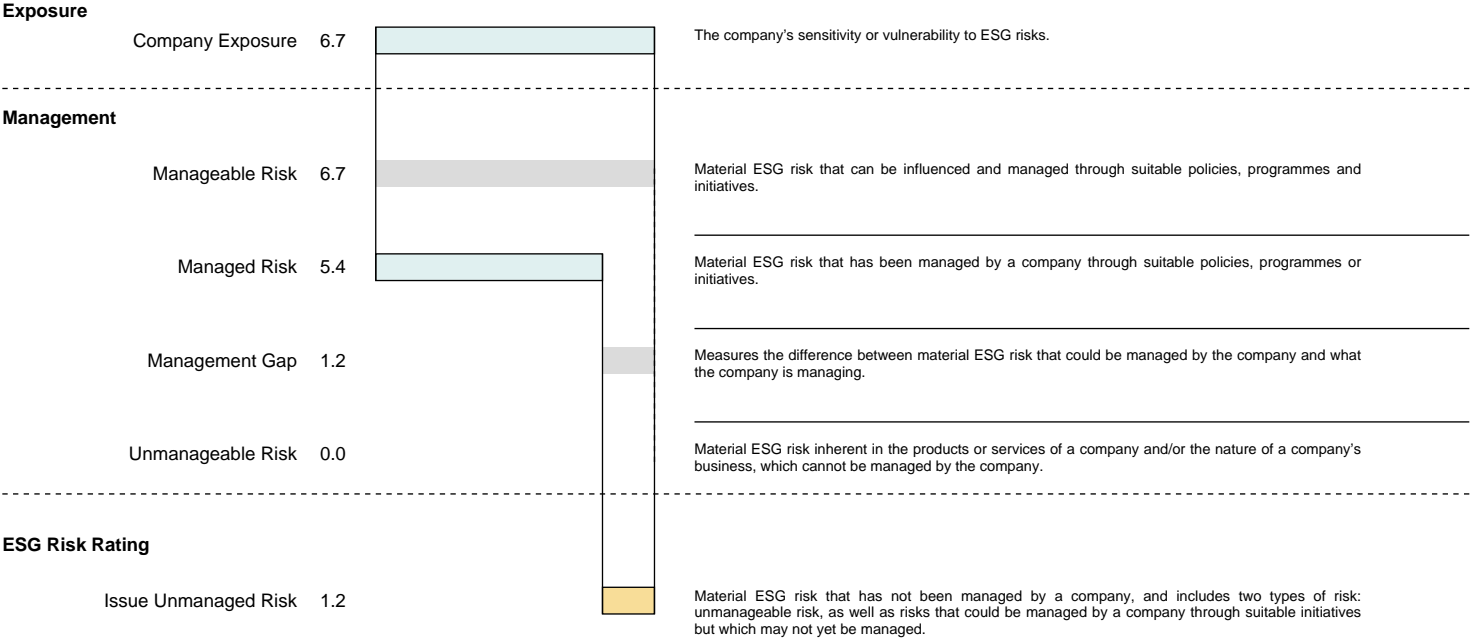 Exposure
Company Exposure 6.7
The company’s sensitivity or vulnerability to ESG risks.
Management
Manageable Risk 6.7
Material ESG risk that can be influenced and managed through suitable policies, programmes and
initiatives.
Managed Risk 5.4
Material ESG risk that has been managed by a company through suitable policies, programmes or
initiatives.
Management Gap 1.2
Measures the difference between material ESG risk that could be managed by the company and what
the company is managing.
Unmanageable Risk 0.0
Material ESG risk inherent in the products or services of a company and/or the nature of a company’s
business, which cannot be managed by the company.
ESG Risk Rating
Issue Unmanaged Risk 1.2
Material ESG risk that has not been managed by a company, and includes two types of risk:
unmanageable risk, as well as risks that could be managed by a company through suitable initiatives
but which may not yet be managed.